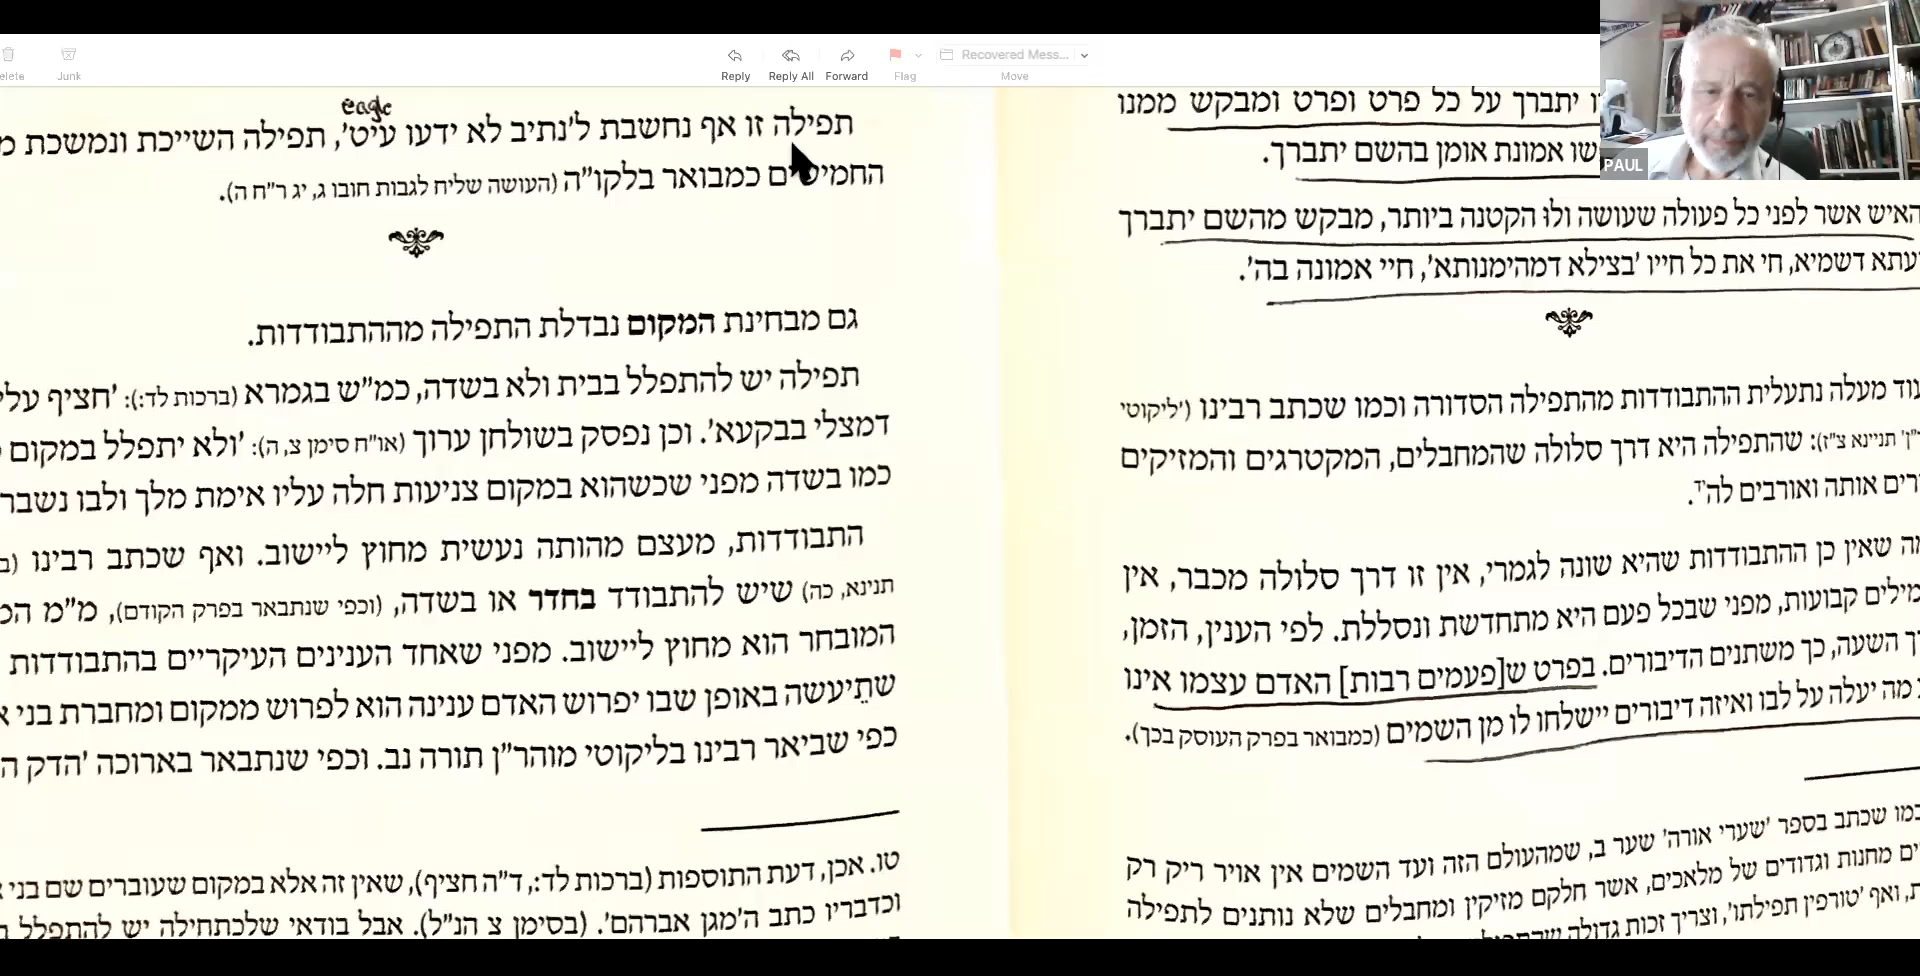 elete
Junk
Reply
Reply All
Forward
Flag
Recovered Mess...
Move
PAUL
יתברך על כל פרט ופרט ומבקש ממנו
אמונת אומן בהשם יתברך.
האיש אשר לפני כל פעולה שעושה ולוּ הקטנה ביותר, מבקש מהשם יתברך
דשמיא, חי את כל חייו 'בצילא דמהימנותא', חיי אמונה בה'.
מעלה נתעלית ההתבודדות מהתפילה הסדורה וכמו שכתב רבינו ('ליקוטי
תניינא צ"ז): שהתפילה היא דרך סלולה שהמחבלים, המקטרגים והמזיקים
אותה ואורבים לה.
שאין כן ההתבודדות שהיא שונה לגמרי, אין זו דרך סלולה מכבר, אין
קבועות, מפני שבכל פעם היא מתחדשת ונסללת. לפי הענין, הזמן,
השעה, כך משתנים הדיבורים. בפרט ש[פעמים רבות] האדם עצמו אינו
מה יעלה על לבו ואיזה דיבורים יישלחו לו מן השמים (כמבואר בפרק העוסק בכך).
שכתב בספר 'שערי אורה' שער ב, שמהעולם הזה ועד השמים אין אויר ריק רק
מחנות וגדודים של מלאכים, אשר חלקם מזיקין ומחבלים שלא נותנים לתפילה
ואף 'טורפין תפילתו', וצריך זכות גדולה
eagle
תפילה זו אף נחשבת ל'נתיב לא ידעו עיט', תפילה השייכת ונמשכת
החמישים כמבואר בלקו"ה (העושה שליח לגבות חובו ג, יג ר"ח ה).
גם מבחינת המקום נבדלת התפילה מההתבודדות.
תפילה יש להתפלל בבית ולא בשדה, כמ"ש בגמרא (ברכות לד:): 'חציף
דמצלי בבקעא'. וכן נפסק בשולחן ערוך (או"ח סימן צ, ה): 'ולא יתפלל במקום
כמו בשדה מפני שכשהוא במקום צניעות חלה עליו אימת מלך ולבו נשבר
התבודדות, מעצם מהותה נעשית מחוץ ליישוב. ואף שכתב רבינו
תנינא, כה) שיש להתבודד בחדר או בשדה, (וכפי שנתבאר בפרק הקודם), מ"מ
המובחר הוא מחוץ ליישוב. מפני שאחד הענינים העיקריים בהתבודדות
שתֵיעשה באופן שבו יפרוש האדם ענינה הוא לפרוש ממקום ומחברת בני
כפי שביאר רבינו בליקוטי מוהר"ן תורה נב. וכפי שנתבאר בארוכה 'הדק
טו. אכן, דעת התוספות (ברכות לד:, ד"ה חציף), שאין זה אלא במקום שעוברים שם בני
וכדבריו כתב ה'מגן אברהם'. (בסימן צ הנ"ל). אבל בודאי שלכתחילה יש להתפלל